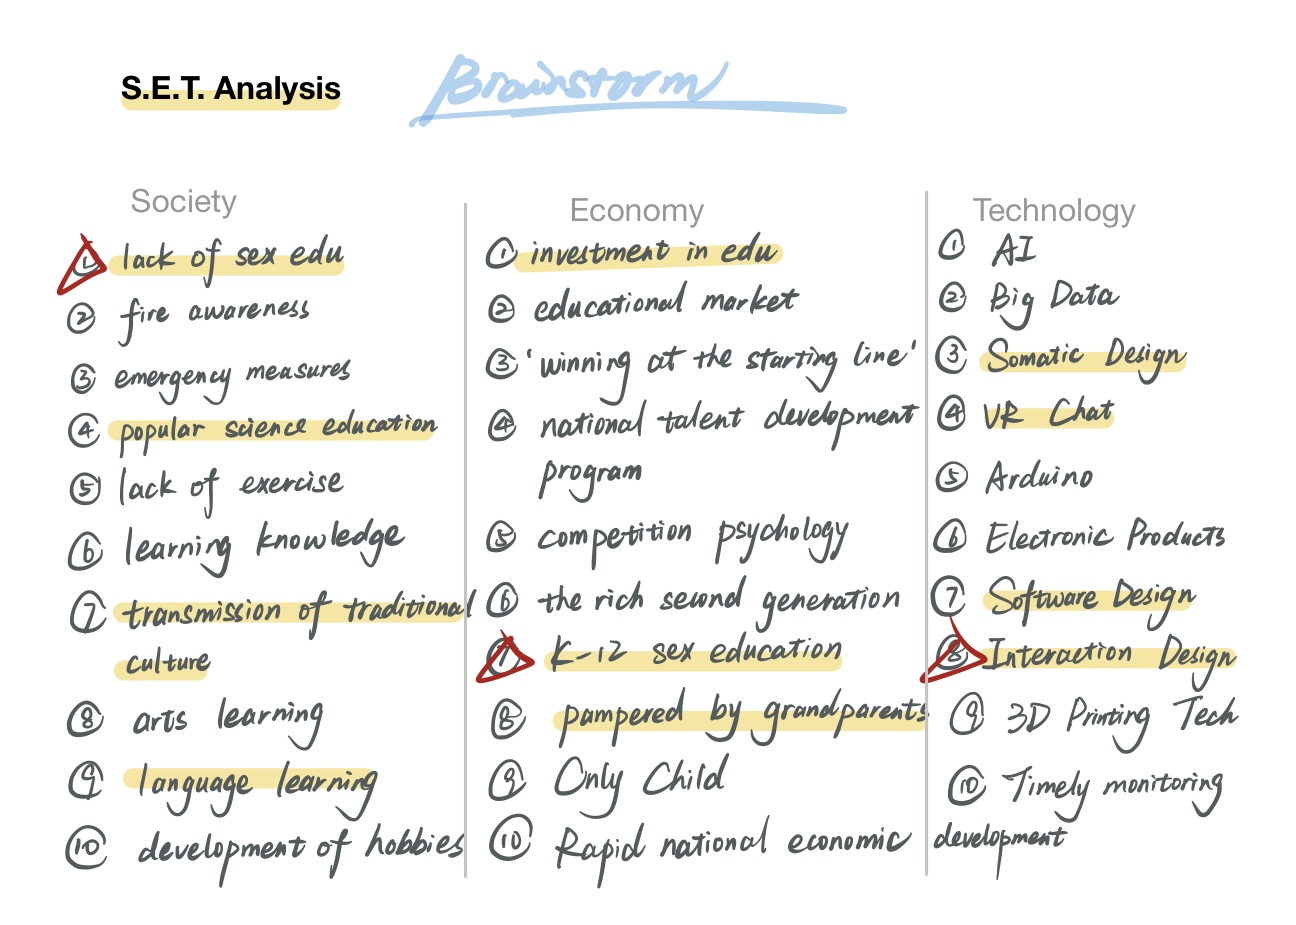 S.E.T. Analysis
Brainstorm
Society
① lack of sex edu
② fire awareness
③ emergency measures
④ popular science education
⑤ lack of exercise
⑥ learning knowledge
⑦ transmission of traditional
culture
⑧ arts learning
⑨ language learning
⑩ development of hobbies
Economy
① investment in edu
② educational market
③ 'winning at the starting line'
④ national talent development
program
⑤ competition psychology
⑥ the rich second generation
⑦ K-12 sex education
⑧ pampered by grandparents
⑨ Only Child
⑩ Rapid national economic development
Technology
① AI
② Big Data
③ Somatic Design
④ VR Chat
⑤ Arduino
⑥ Electronic Products
⑦ Software Design
⑧ Interaction Design
⑨ 3D Printing Tech
⑩ Timely monitoring